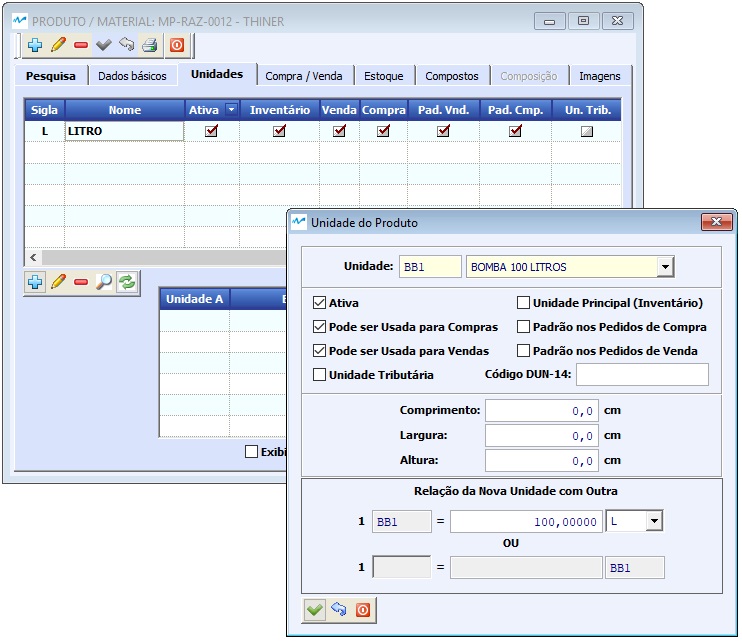 PRODUTO / MATERIAL: MP-RAZ-0012 - THINER
Pesquisa Dados básicos Unidades Compra / Venda Estoque Compostos Composição Imagens
Sigla Nome Ativa Inventário Venda Compra Pad. Vnd. Pad. Cmp. Un. Trib.
L LITRO
Unidade A
Exibi
Unidade do Produto
Unidade: BB1 BOMBA 100 LITROS
Ativa Unidade Principal (Inventário)
Pode ser Usada para Compras Padrão nos Pedidos de Compra
Pode ser Usada para Vendas Padrão nos Pedidos de Venda
Unidade Tributária Código DUN-14:
Comprimento: 0,0 cm
Largura: 0,0 cm
Altura: 0,0 cm
Relação da Nova Unidade com Outra
1 BB1 = 100,00000 L
OU
1 = BB1